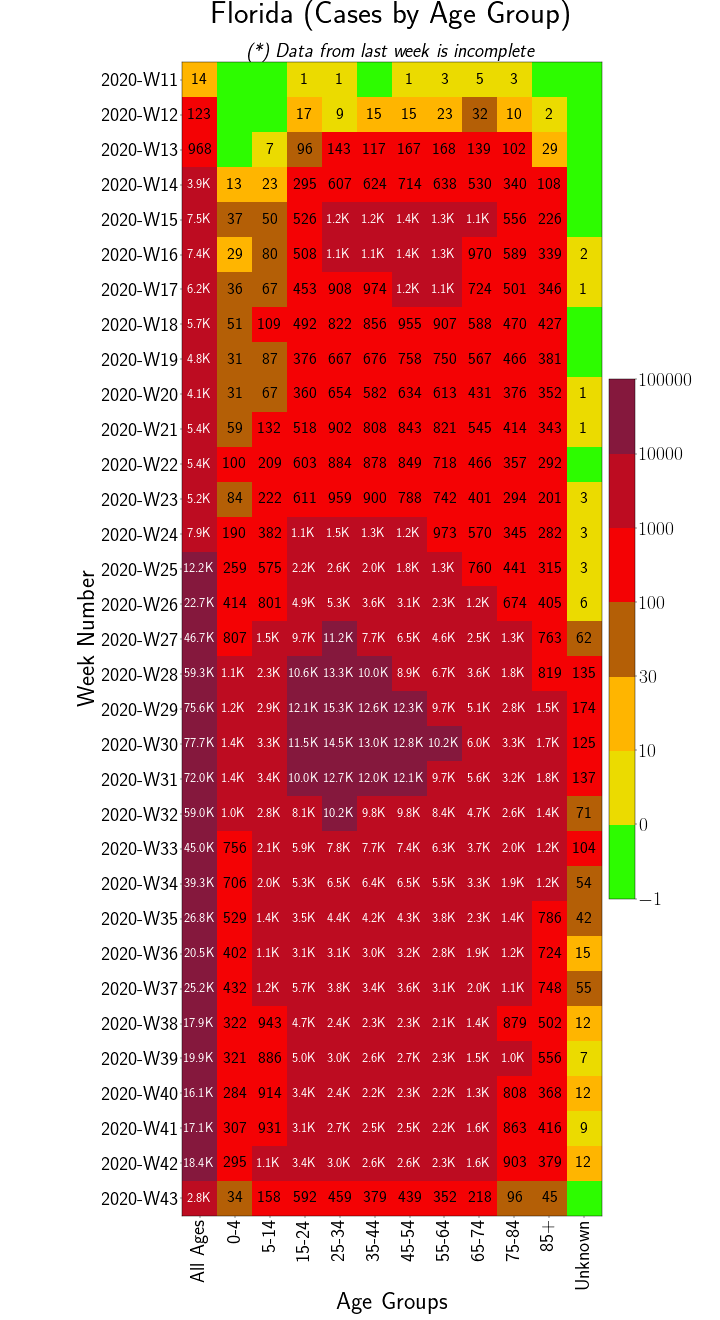 Florida (Cases by Age Group)
(*) Data from last week is incomplete
2020-W11 14 1 1 1 3 5 3
2020-W12 123 17 9 15 15 23 32 10 2
2020-W13 968 7 96 143 117 167 168 139 102 29
2020-W14 3.9K 13 23 295 607 624 714 638 530 340 108
2020-W15 7.5K 37 50 526 1.2K 1.2K 1.4K 1.3K 1.1K 556 226
2020-W16 7.4K 29 80 508 1.1K 1.1K 1.4K 1.3K 970 589 339 2
2020-W17 6.2K 36 67 453 908 974 1.2K 1.1K 724 501 346 1
2020-W18 5.7K 51 109 492 822 856 955 907 588 470 427
2020-W19 4.8K 31 87 376 667 676 758 750 567 466 381
2020-W20 4.1K 31 67 360 654 582 634 613 431 376 352 1
2020-W21 5.4K 59 132 518 902 808 843 821 545 414 343 1
2020-W22 5.4K 100 209 603 884 878 849 718 466 357 292
2020-W23 5.2K 84 222 611 959 900 788 742 401 294 201 3
2020-W24 7.9K 190 382 1.1K 1.5K 1.3K 1.2K 973 570 345 282 3
2020-W25 12.2K 259 575 2.2K 2.6K 2.0K 1.8K 1.3K 760 441 315 3
2020-W26 22.7K 414 801 4.9K 5.3K 3.6K 3.1K 2.3K 1.2K 674 405 6
2020-W27 46.7K 807 1.5K 9.7K 11.2K 7.7K 6.5K 4.6K 2.5K 1.3K 763 62
2020-W28 59.3K 1.1K 2.3K 10.6K 13.3K 10.0K 8.9K 6.7K 3.6K 1.8K 819 135
2020-W29 75.6K 1.2K 2.9K 12.1K 15.3K 12.6K 12.3K 9.7K 5.1K 2.8K 1.5K 174
2020-W30 77.7K 1.4K 3.3K 11.5K 14.5K 13.0K 12.8K 10.2K 6.0K 3.3K 1.7K 125
2020-W31 72.0K 1.4K 3.4K 10.0K 12.7K 12.0K 12.1K 9.7K 5.6K 3.2K 1.8K 137
2020-W32 59.0K 1.0K 2.8K 8.1K 10.2K 9.8K 9.8K 8.4K 4.7K 2.6K 1.4K 71
2020-W33 45.0K 756 2.1K 5.9K 7.8K 7.7K 7.4K 6.3K 3.7K 2.0K 1.2K 104
2020-W34 39.3K 706 2.0K 5.3K 6.5K 6.4K 6.5K 5.5K 3.3K 1.9K 1.2K 54
2020-W35 26.8K 529 1.4K 3.5K 4.4K 4.2K 4.3K 3.8K 2.3K 1.4K 786 42
2020-W36 20.5K 402 1.1K 3.1K 3.1K 3.0K 3.2K 2.8K 1.9K 1.2K 724 15
2020-W37 25.2K 432 1.2K 5.7K 3.8K 3.4K 3.6K 3.1K 2.0K 1.1K 748 55
2020-W38 17.9K 322 943 4.7K 2.4K 2.3K 2.3K 2.1K 1.4K 879 502 12
2020-W39 19.9K 321 886 5.0K 3.0K 2.6K 2.7K 2.3K 1.5K 1.0K 556 7
2020-W40 16.1K 284 914 3.4K 2.4K 2.2K 2.3K 2.2K 1.3K 808 368 12
2020-W41 17.1K 307 931 3.1K 2.7K 2.5K 2.5K 2.2K 1.6K 863 416 9
2020-W42 18.4K 295 1.1K 3.4K 3.0K 2.6K 2.6K 2.3K 1.6K 903 379 12
2020-W43 2.8K 34 158 592 459 379 439 352 218 96 45
All Ages 0-4 5-14 15-24 25-34 35-44 45-54 55-64 65-74 75-84 85+ Unknown
Age Groups
Week Number
100000
10000
1000
100
30
10
0
−1